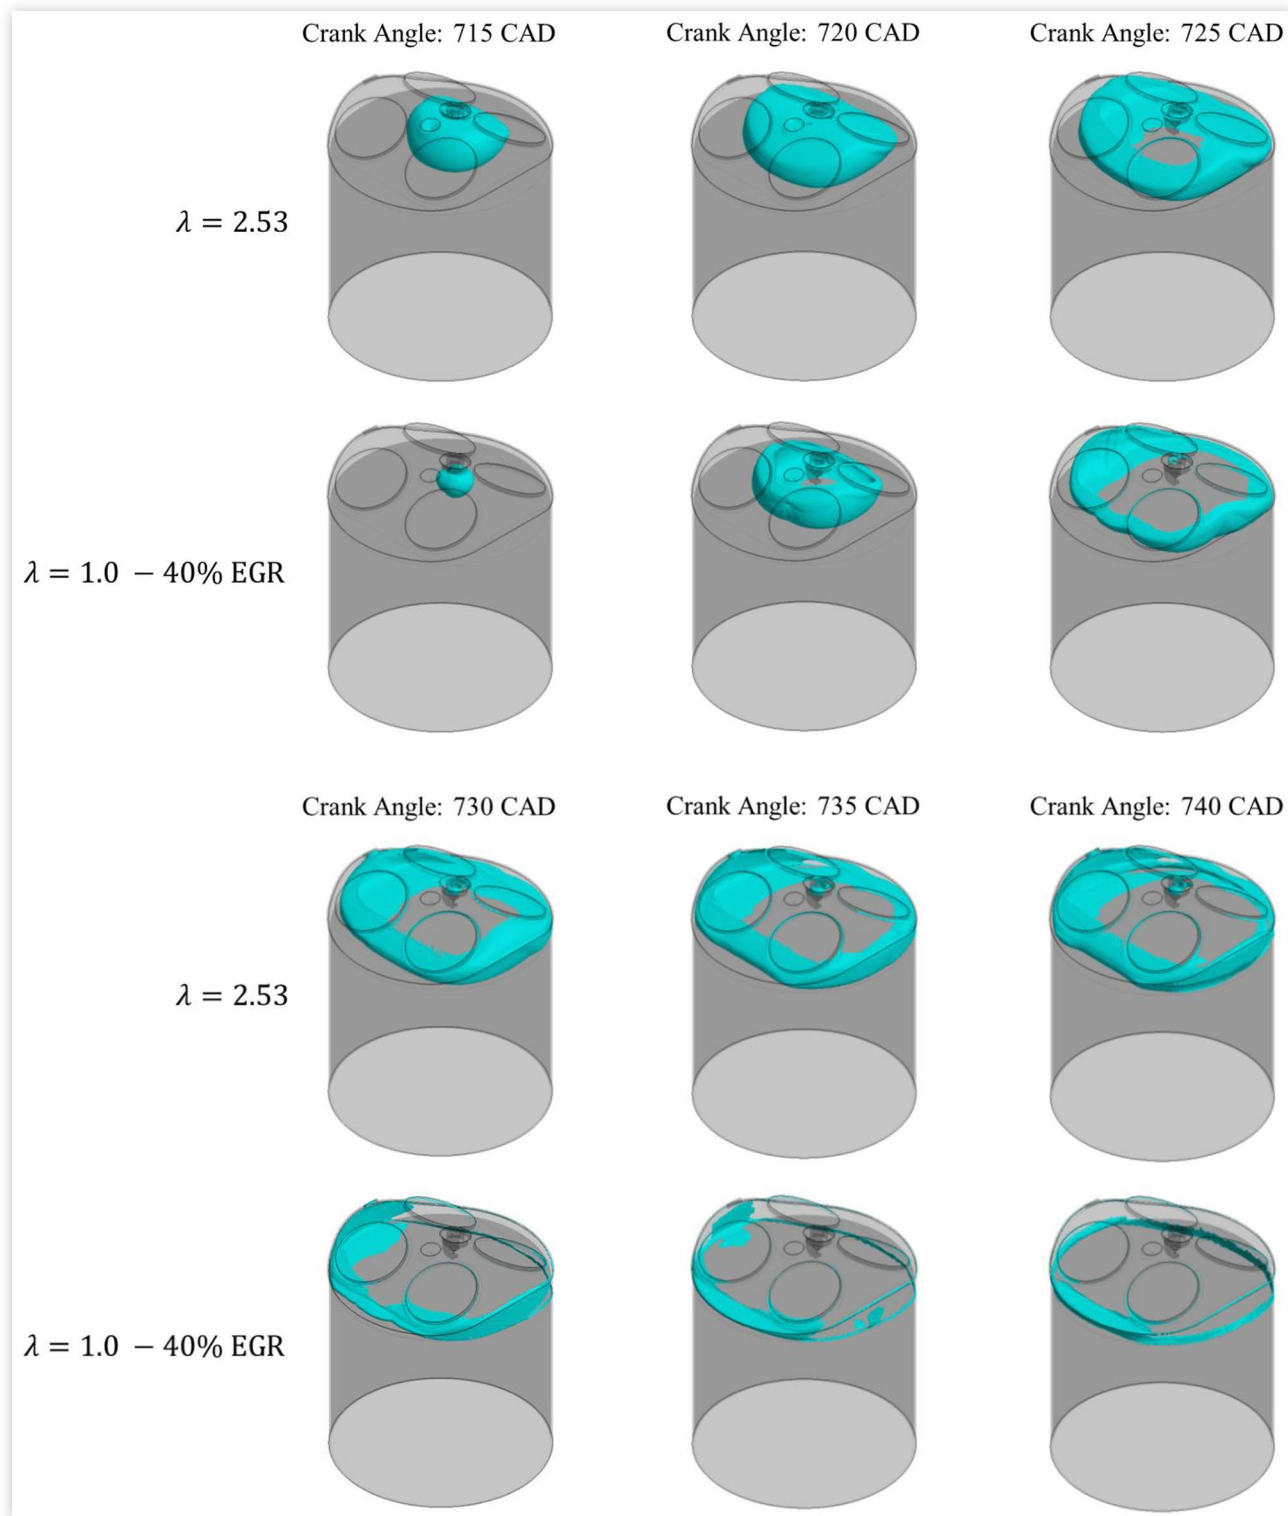 Crank Angle: 715 CAD
Crank Angle: 720 CAD
Crank Angle: 725 CAD
λ = 2.53
λ = 1.0 − 40% EGR
Crank Angle: 730 CAD
Crank Angle: 735 CAD
Crank Angle: 740 CAD
λ = 2.53
λ = 1.0 − 40% EGR